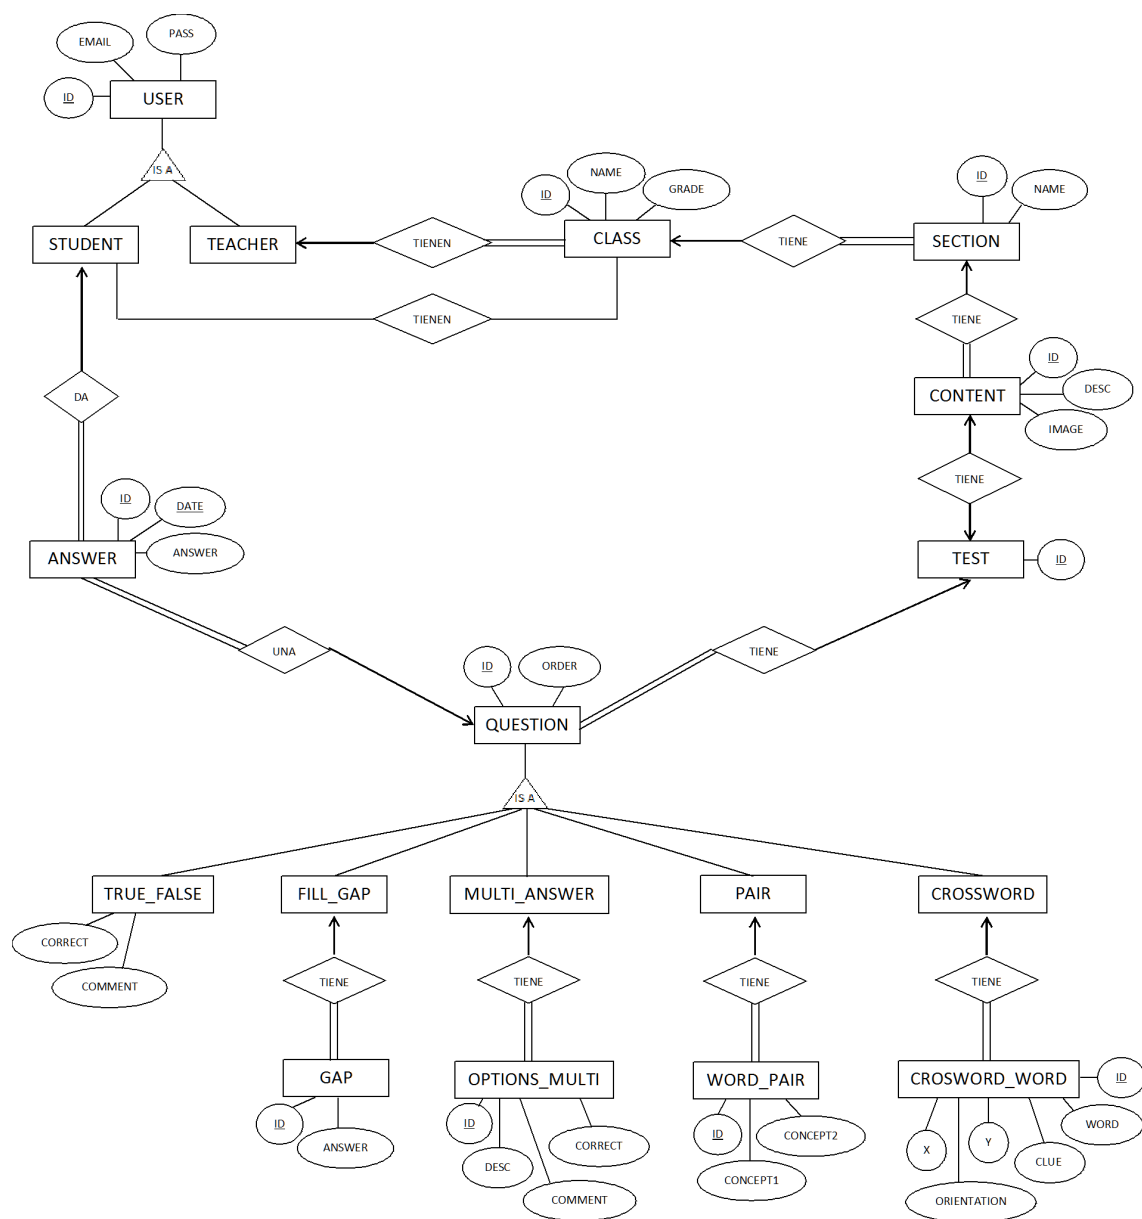 PASS
EMAIL
ID
USER
IS A
NAME
ID
GRADE
ID
NAME
STUDENT
TEACHER
TIENEN
CLASS
TIENE
SECTION
TIENEN
TIENE
ID
DESC
IMAGE
CONTENT
DA
TIENE
ID
DATE
ANSWER
ANSWER
TEST
ID
UNA
TIENE
ID
ORDER
QUESTION
IS A
TRUE_FALSE
FILL_GAP
MULTI_ANSWER
PAIR
CROSSWORD
CORRECT
COMMENT
TIENE
TIENE
TIENE
TIENE
GAP
OPTIONS_MULTI
WORD_PAIR
CROSWORD_WORD
ID
ID
ANSWER
ID
DESC
CORRECT
COMMENT
ID
CONCEPT2
CONCEPT1
X
Y
CLUE
WORD
ORIENTATION